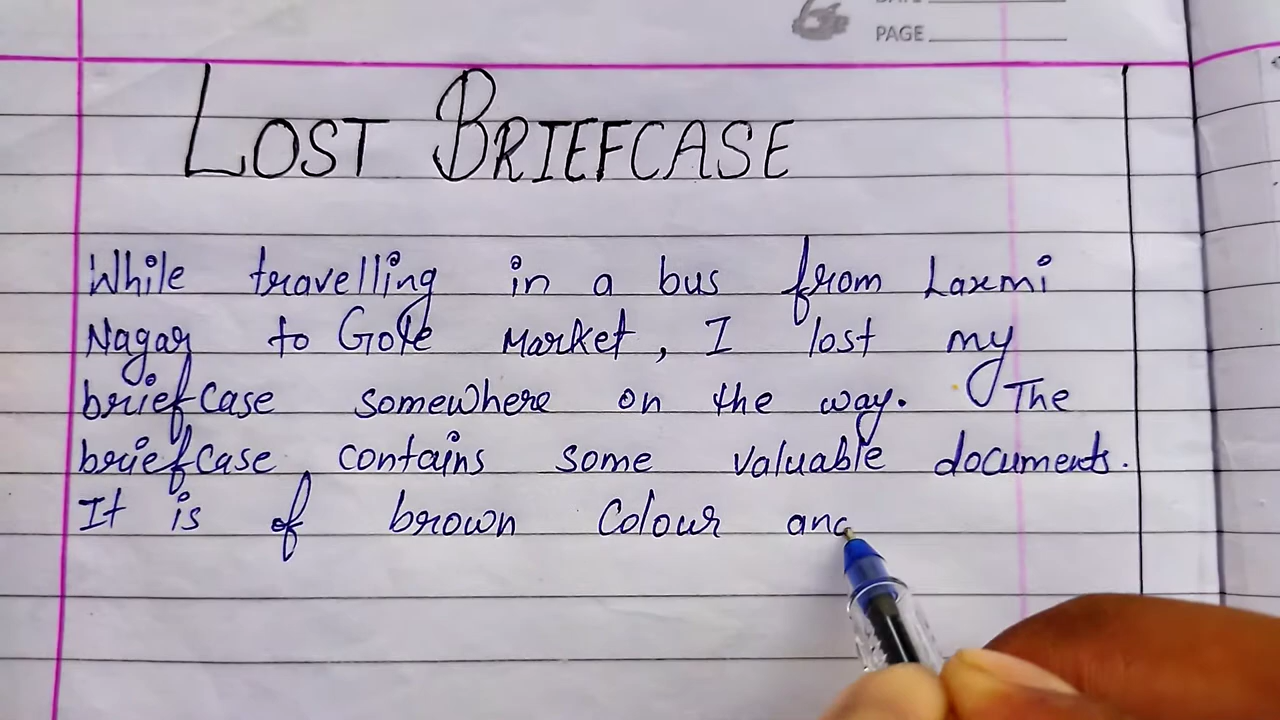 PAGE
LOST BRIEFCASE
While travelling in a bus from Laxmi
Nagar to Gole Market, I lost my
briefcase somewhere on the way. The
briefcase contains some valuable documents.
It is of brown Colour an